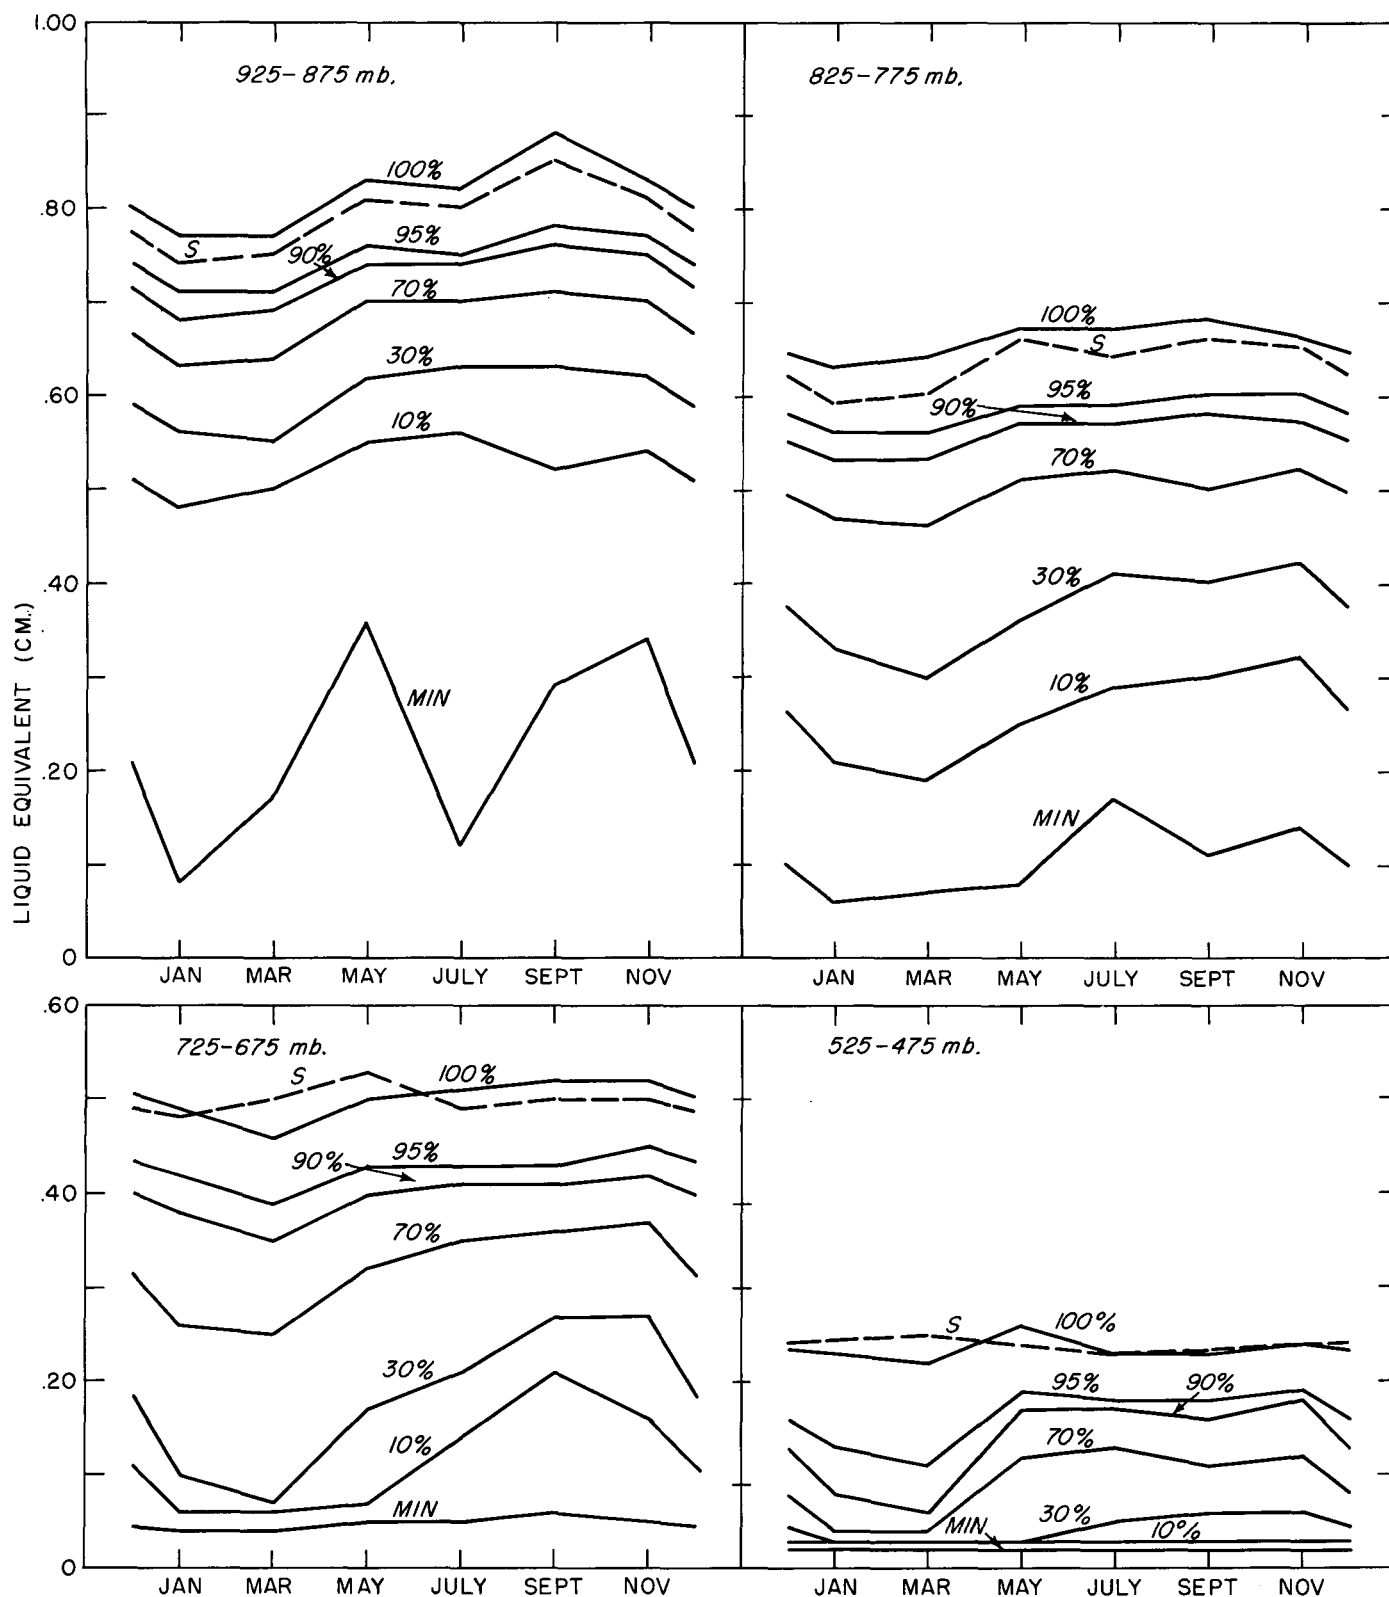 1.00
925-875 mb.
825-775 mb.
100%
.80
S
95%
90%
70%
100%
S
30%
.60
95%
90%
10%
70%
.40
30%
LIQUID EQUIVALENT (CM.)
MIN
10%
.20
MIN
0
JAN MAR MAY JULY SEPT NOV
JAN MAR MAY JULY SEPT NOV
.60
725-675 mb.
525-475 mb.
S
100%
95%
90%
.40
70%
S
100%
30%
.20
95%
90%
10%
70%
MIN
30%
MIN
10%
0
JAN MAR MAY JULY SEPT NOV
JAN MAR MAY JULY SEPT NOV